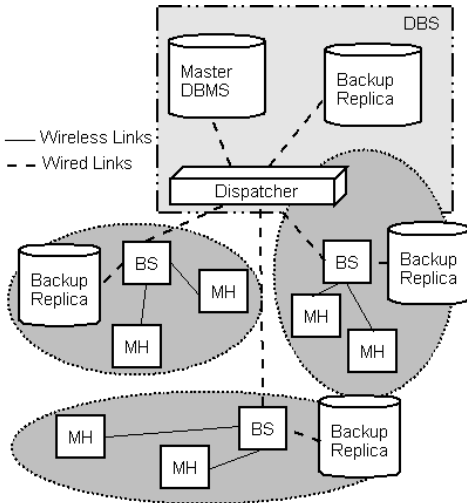 DBS
Master
DBMS
Backup
Replica
Wireless Links
Wired Links
Dispatcher
Backup
Replica
BS
MH
MH
BS
Backup
Replica
MH
MH
BS
MH
MH
Backup
Replica